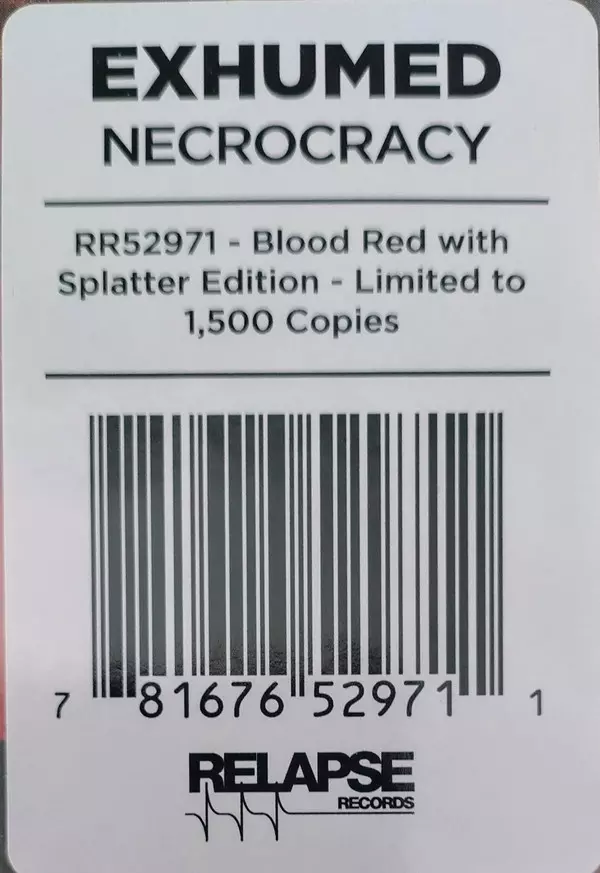 EXHUMED
NECROCRACY
RR52971 - Blood Red with
Splatter Edition - Limited to
1,500 Copies
7 81676 52971 1
RELAPSE
RECORDS